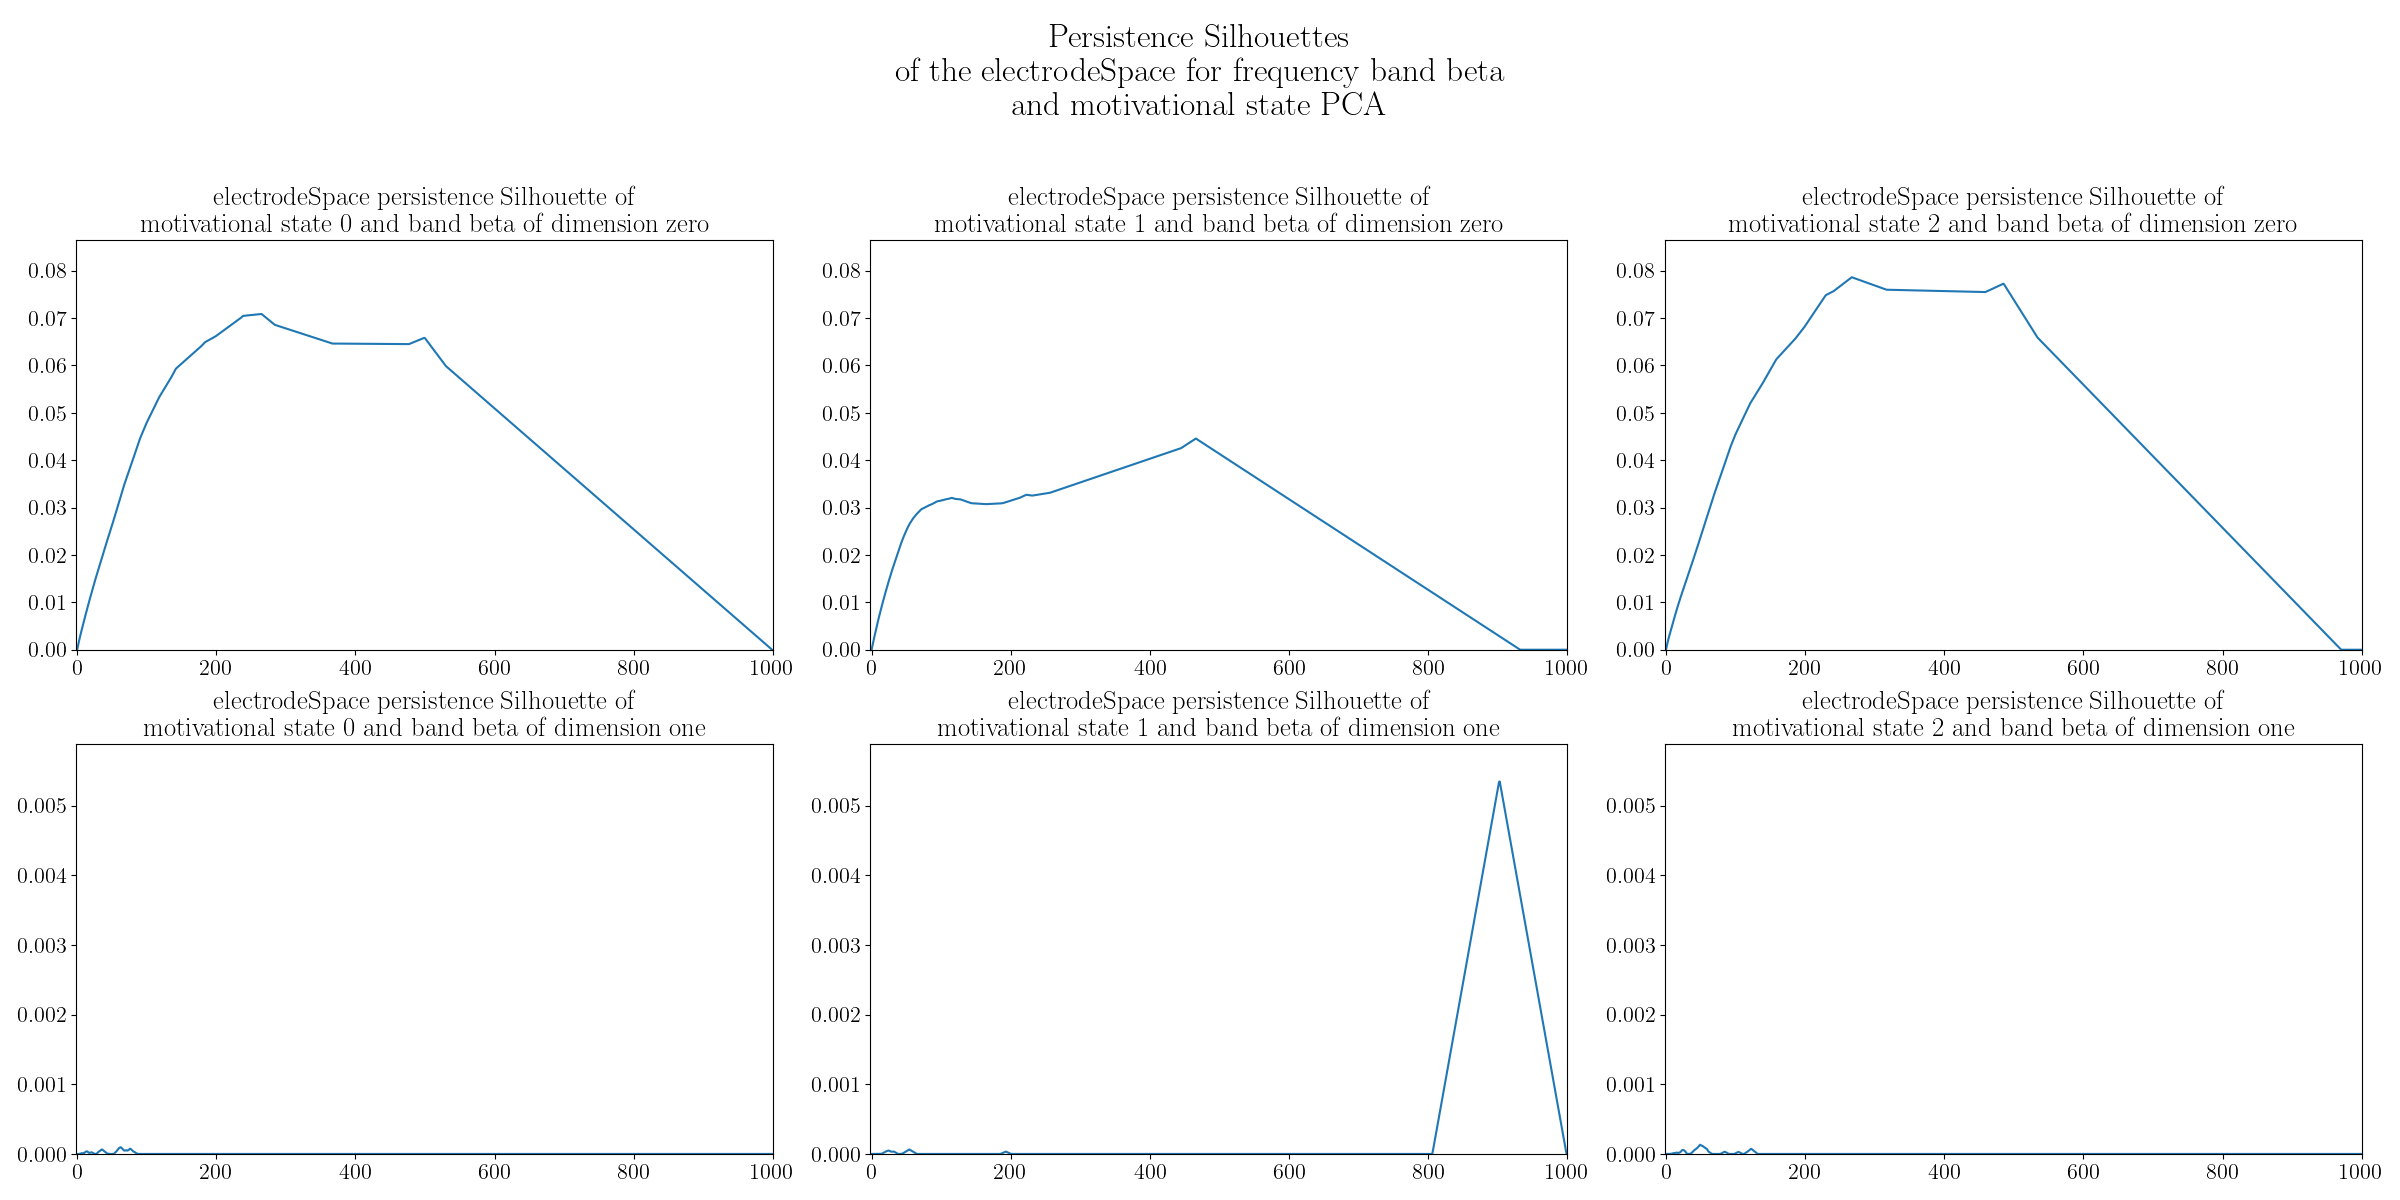 Persistence Silhouettes
of the electrodeSpace for frequency band beta
and motivational state PCA
electrodeSpace persistence Silhouette of
motivational state 0 and band beta of dimension zero
0.08
0.07
0.06
0.05
0.04
0.03
0.02
0.01
0.00
0 200 400 600 800 1000
electrodeSpace persistence Silhouette of
motivational state 1 and band beta of dimension zero
0.08
0.07
0.06
0.05
0.04
0.03
0.02
0.01
0.00
0 200 400 600 800 1000
electrodeSpace persistence Silhouette of
motivational state 2 and band beta of dimension zero
0.08
0.07
0.06
0.05
0.04
0.03
0.02
0.01
0.00
0 200 400 600 800 1000
electrodeSpace persistence Silhouette of
motivational state 0 and band beta of dimension one
0.005
0.004
0.003
0.002
0.001
0.000
0 200 400 600 800 1000
electrodeSpace persistence Silhouette of
motivational state 1 and band beta of dimension one
0.005
0.004
0.003
0.002
0.001
0.000
0 200 400 600 800 1000
electrodeSpace persistence Silhouette of
motivational state 2 and band beta of dimension one
0.005
0.004
0.003
0.002
0.001
0.000
0 200 400 600 800 1000